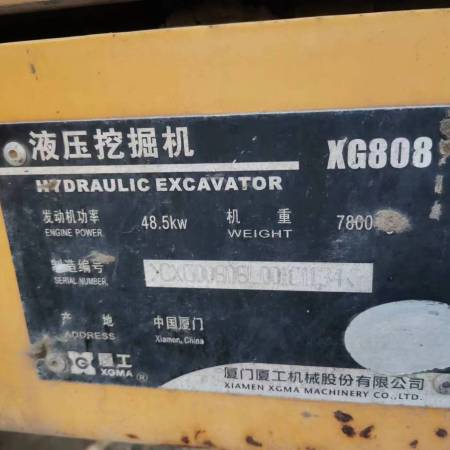 液压挖掘机 XG808
HYDRAULIC EXCAVATOR
发动机功率 48.5kw 机 重 7800
ENGINE POWER WEIGHT
制造编号
SERIAL NUMBER
产 地 中国厦门
ADDRESS Xiamen, China
厦工
XGMA ®
厦门厦工机械股份有限公司
XIAMEN XGMA MACHINERY CO.,LTD.